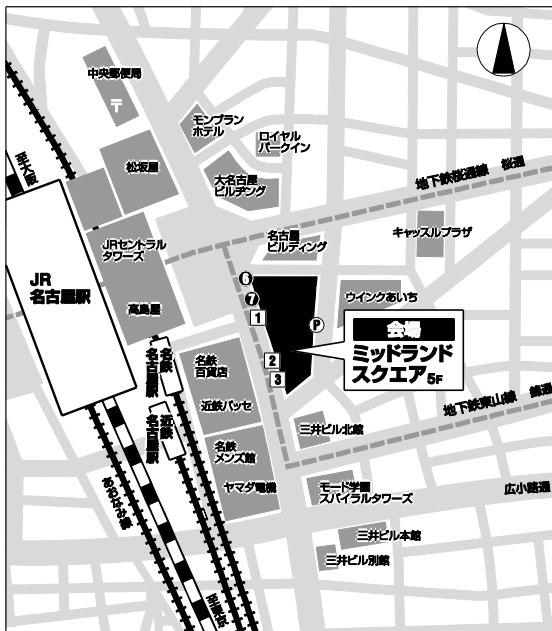 中央郵便局
〒
モンブラン
ホテル
ロイヤル
パークイン
松坂屋
大名古屋
ビルヂング
地下鉄桜通線 桜通
至大阪
JRセントラル
タワーズ
名古屋
ビルディング
キャッスルプラザ
JR
名古屋駅
高島屋
6
7
1
P
ウインクあいち
会場
ミッドランド
スクエア5F
2
3
名鉄
名古屋駅
名鉄
百貨店
近鉄パッセ
近鉄
名古屋駅
地下鉄東山線 錦通
三井ビル北館
名鉄
メンズ館
ヤマダ電機
モード学園
スパイラルタワーズ
広小路通
あおなみ線
三井ビル本館
三井ビル別館
至東京